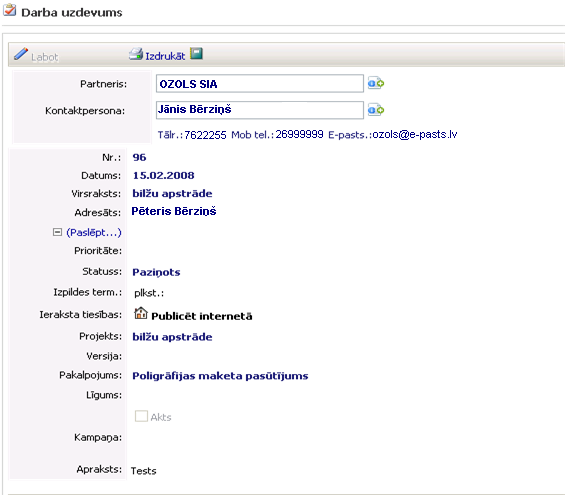 Darba uzdevums
Labot Izdrukāt
Partneris: OZOLS SIA
Kontaktpersona: Jānis Bērziņš
Tālr.:7622255 Mob tel.:26999999 E-pasts.:ozols@e-pasts.lv
Nr.: 96
Datums: 15.02.2008
Virsraksts: bilžu apstrāde
Adresāts: Pēteris Bērziņš
(Paslēpt...)
Prioritāte:
Statuss: Paziņots
Izpildes term.: plkst.:
Ieraksta tiesības: Publicēt internetā
Projekts: bilžu apstrāde
Versija:
Pakalpojums: Poligrāfijas maketa pasūtījums
Līgums:
Akts
Kampaņa:
Apraksts: Tests